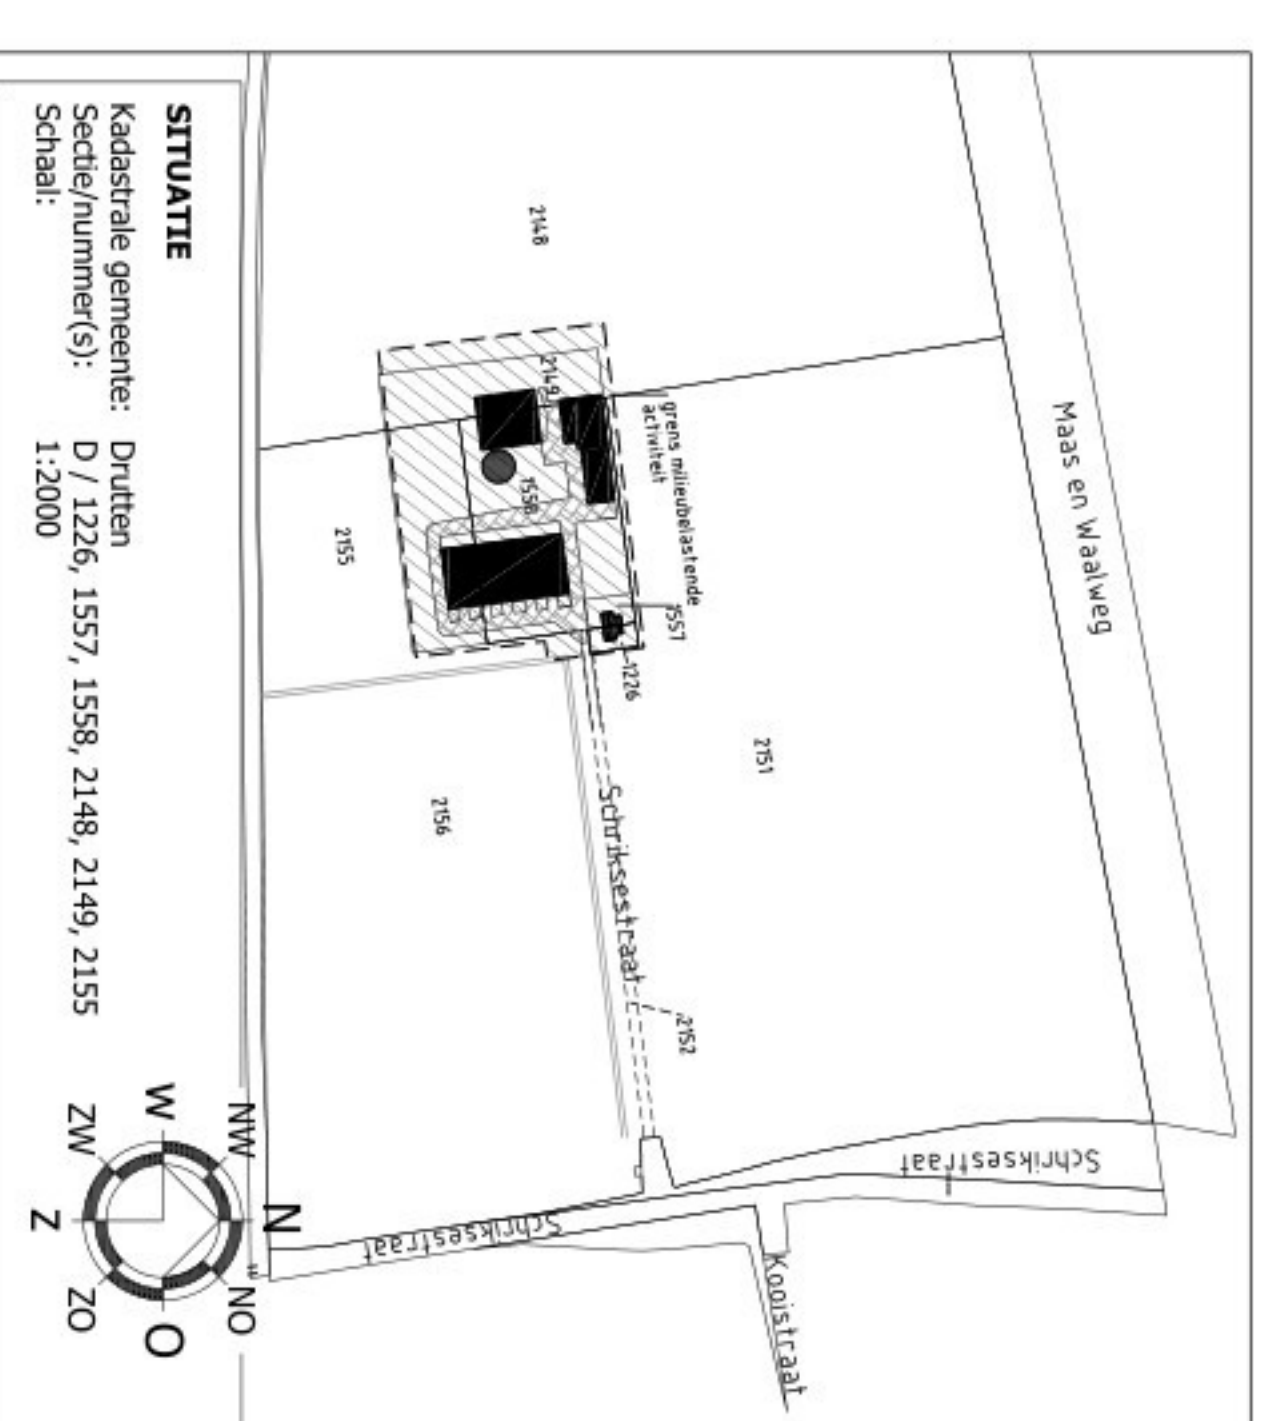 SITUATIE
Kadastrale gemeente: Drutten
Sectie/nummer(s): D / 1226, 1557, 1558, 2148, 2149, 2155
Schaal: 1:2000
Maas en Waalweg
2148
2149
grens milieubelastende
activiteit
1558
2155
1557
1226
2151
2156
Schriksestraat
2152
Schriksestraat
Schriksestraat
Kooistraat
N
NO
O
ZO
Z
ZW
W
NW